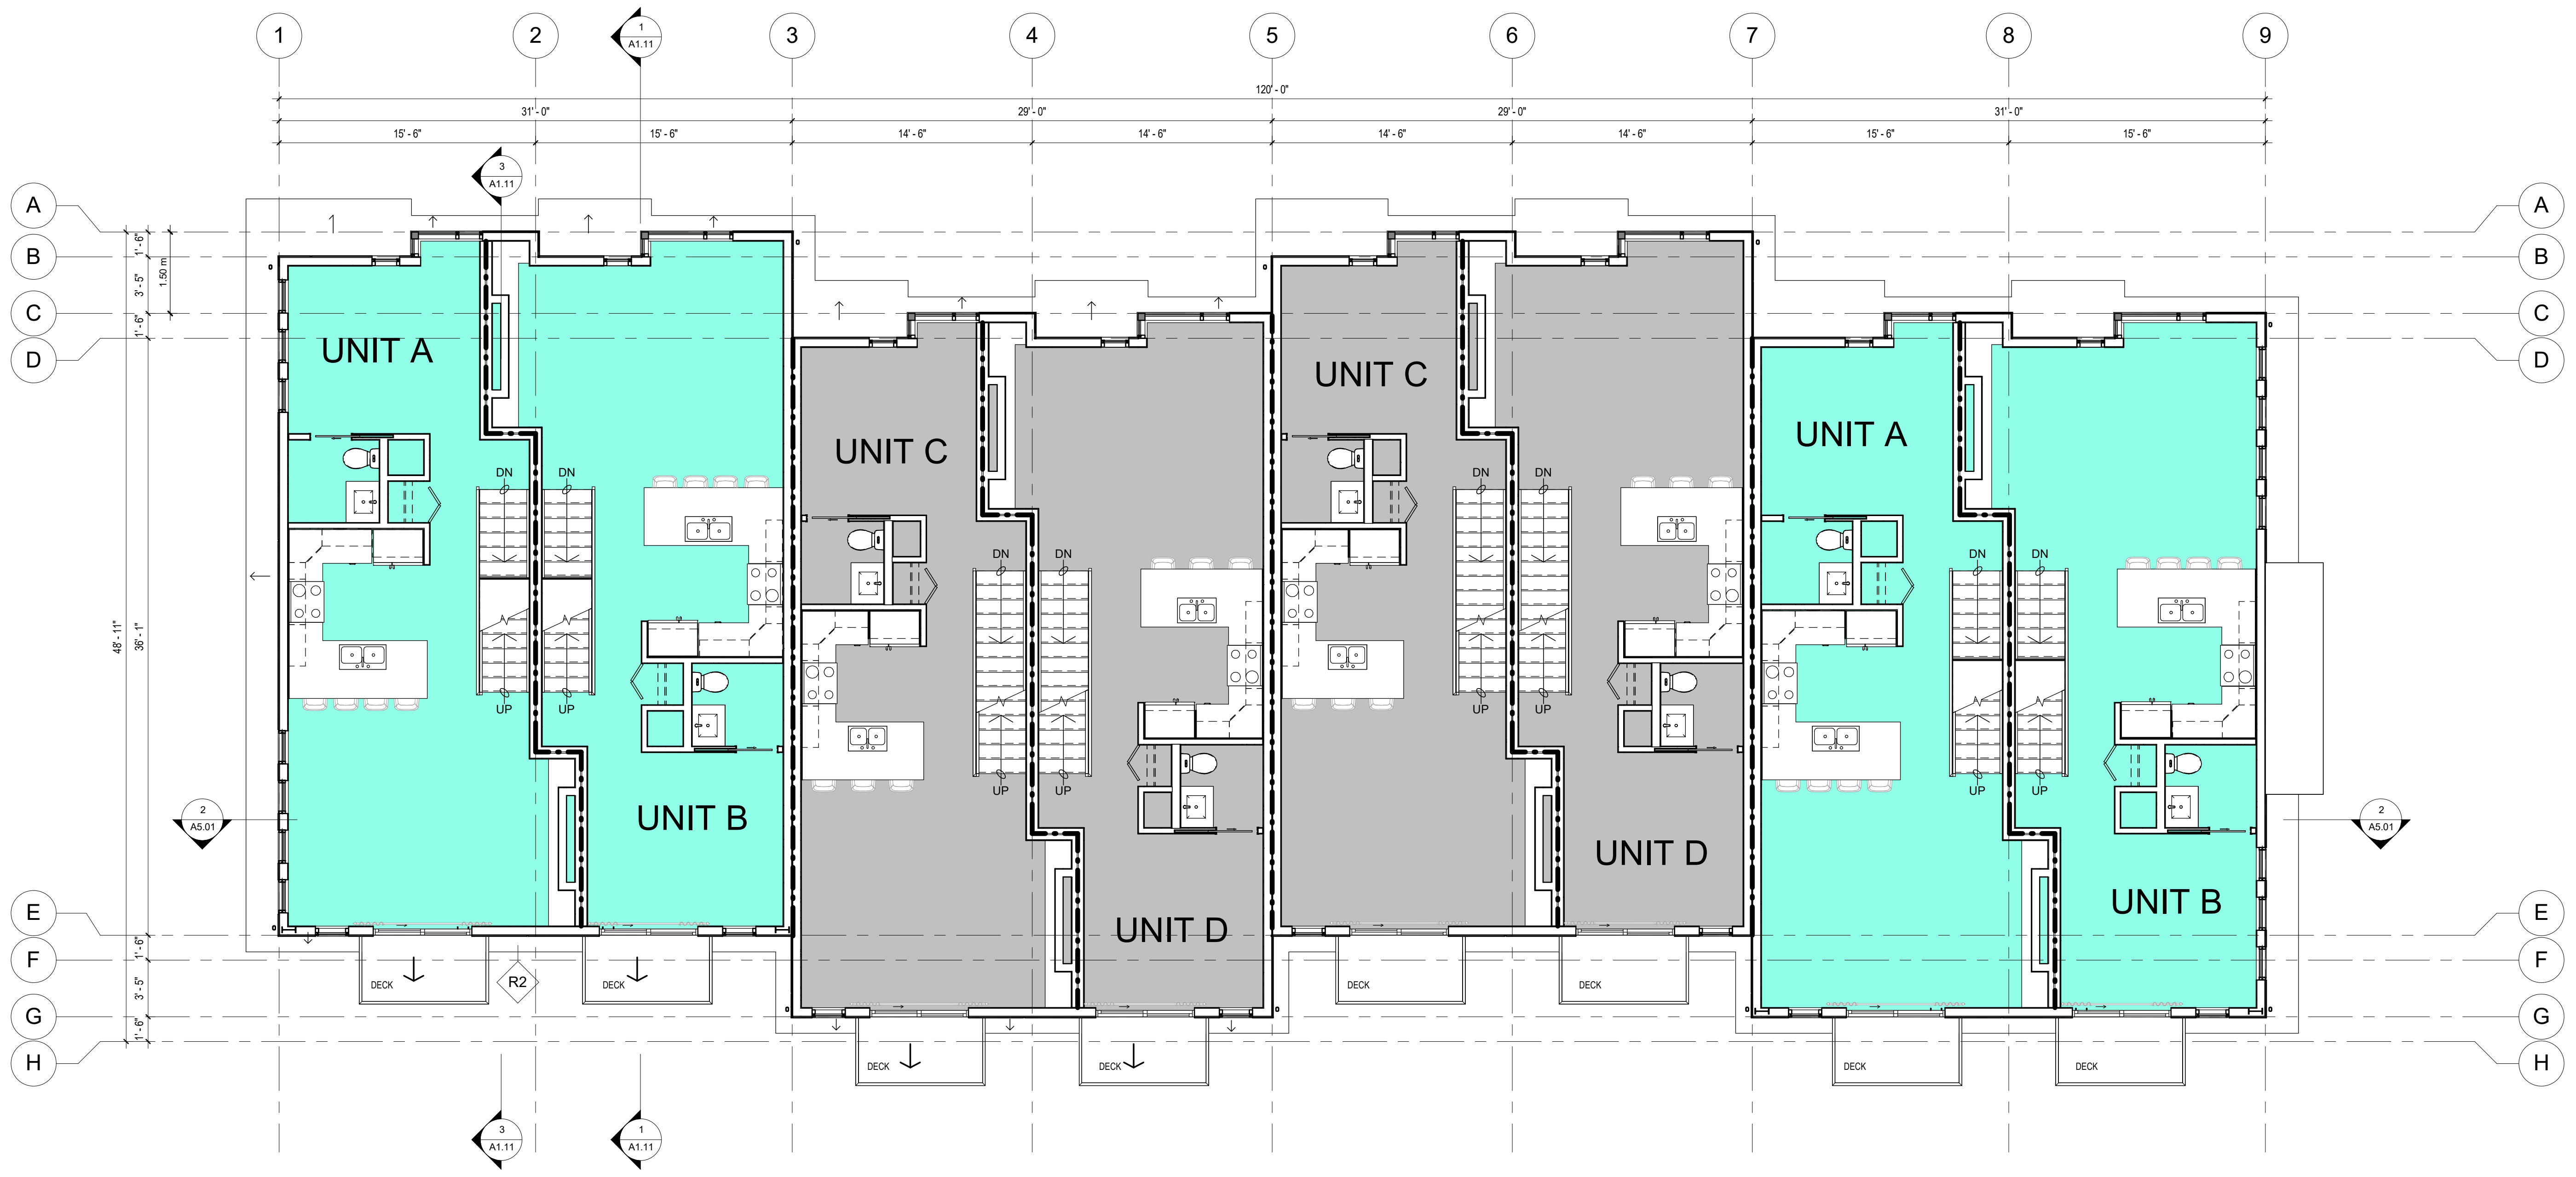 1 2 3 4 5 6 7 8 9
1
A1.11
120' - 0"
31' - 0" 29' - 0" 29' - 0" 31' - 0"
15' - 6" 15' - 6" 14' - 6" 14' - 6" 14' - 6" 14' - 6" 15' - 6" 15' - 6"
3
A1.11
A A
B B
C C
D D
1' - 6"
3' - 5"
1' - 6"
1.50 m
36' - 1"
48' - 11"
1' - 6"
3' - 5"
1' - 6"
UNIT A
UNIT C
UNIT A
UNIT C
DN DN DN DN
DN DN DN DN
UP UP UP UP
UP UP UP UP
2
A5.01
UNIT B
UNIT D
2
A5.01
UNIT B
UNIT D
E E
F F
G G
H H
DECK R2 DECK DECK DECK
DECK DECK DECK DECK
3
A1.11
1
A1.11